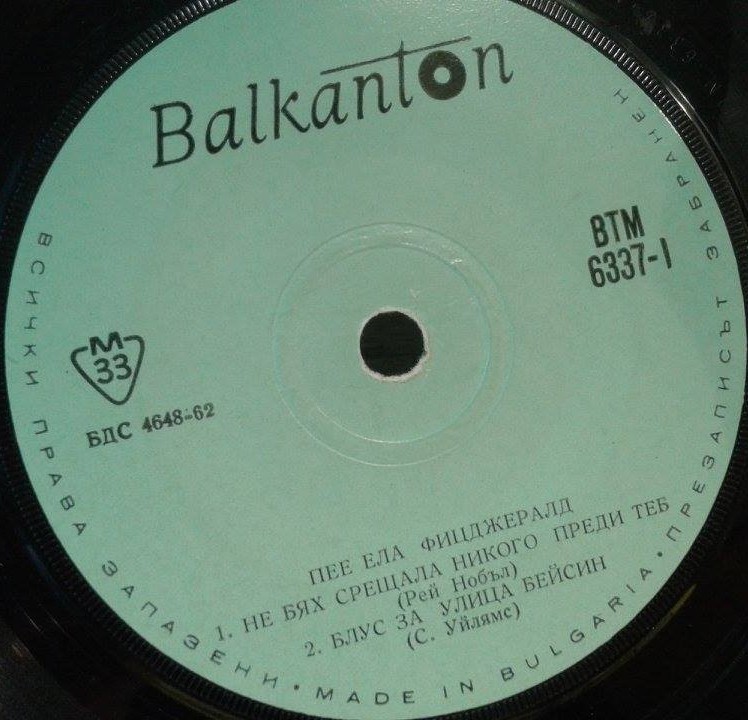 Balkanton
ВТМ
6337-I
М
33
БДС 4648-62
ПЕЕ ЕЛА ФИЦДЖЕРАЛД
1. НЕ БЯХ СРЕЩАЛА НИКОГО ПРЕДИ ТЕБ
(Рей Нобъл)
2. БЛУС ЗА УЛИЦА БЕЙСИН
(С. Уйлямс)
ВСИЧКИ ПРАВА ЗАПАЗЕНИ • MADE IN BULGARIA • ПРЕЗАПИСЪТ ЗАБРАНЕН